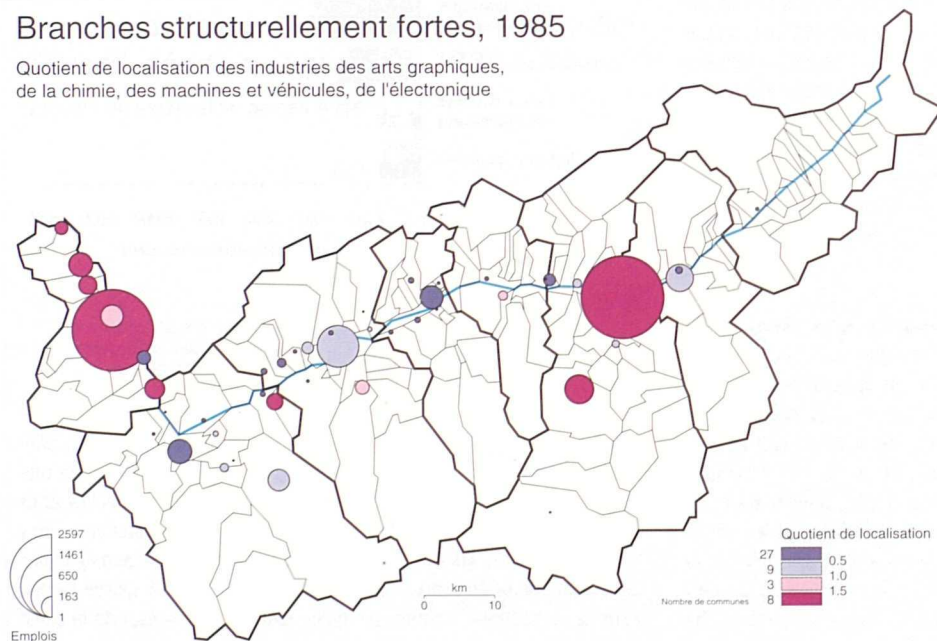 Branches structurellement fortes, 1985
Quotient de localisation des industries des arts graphiques,
de la chimie, des machines et véhicules, de l'électronique
2597
1461
650
163
1
Emplois
km
0 10
Quotient de localisation
27
9
3
8
0.5
1.0
1.5
Nombre de communes